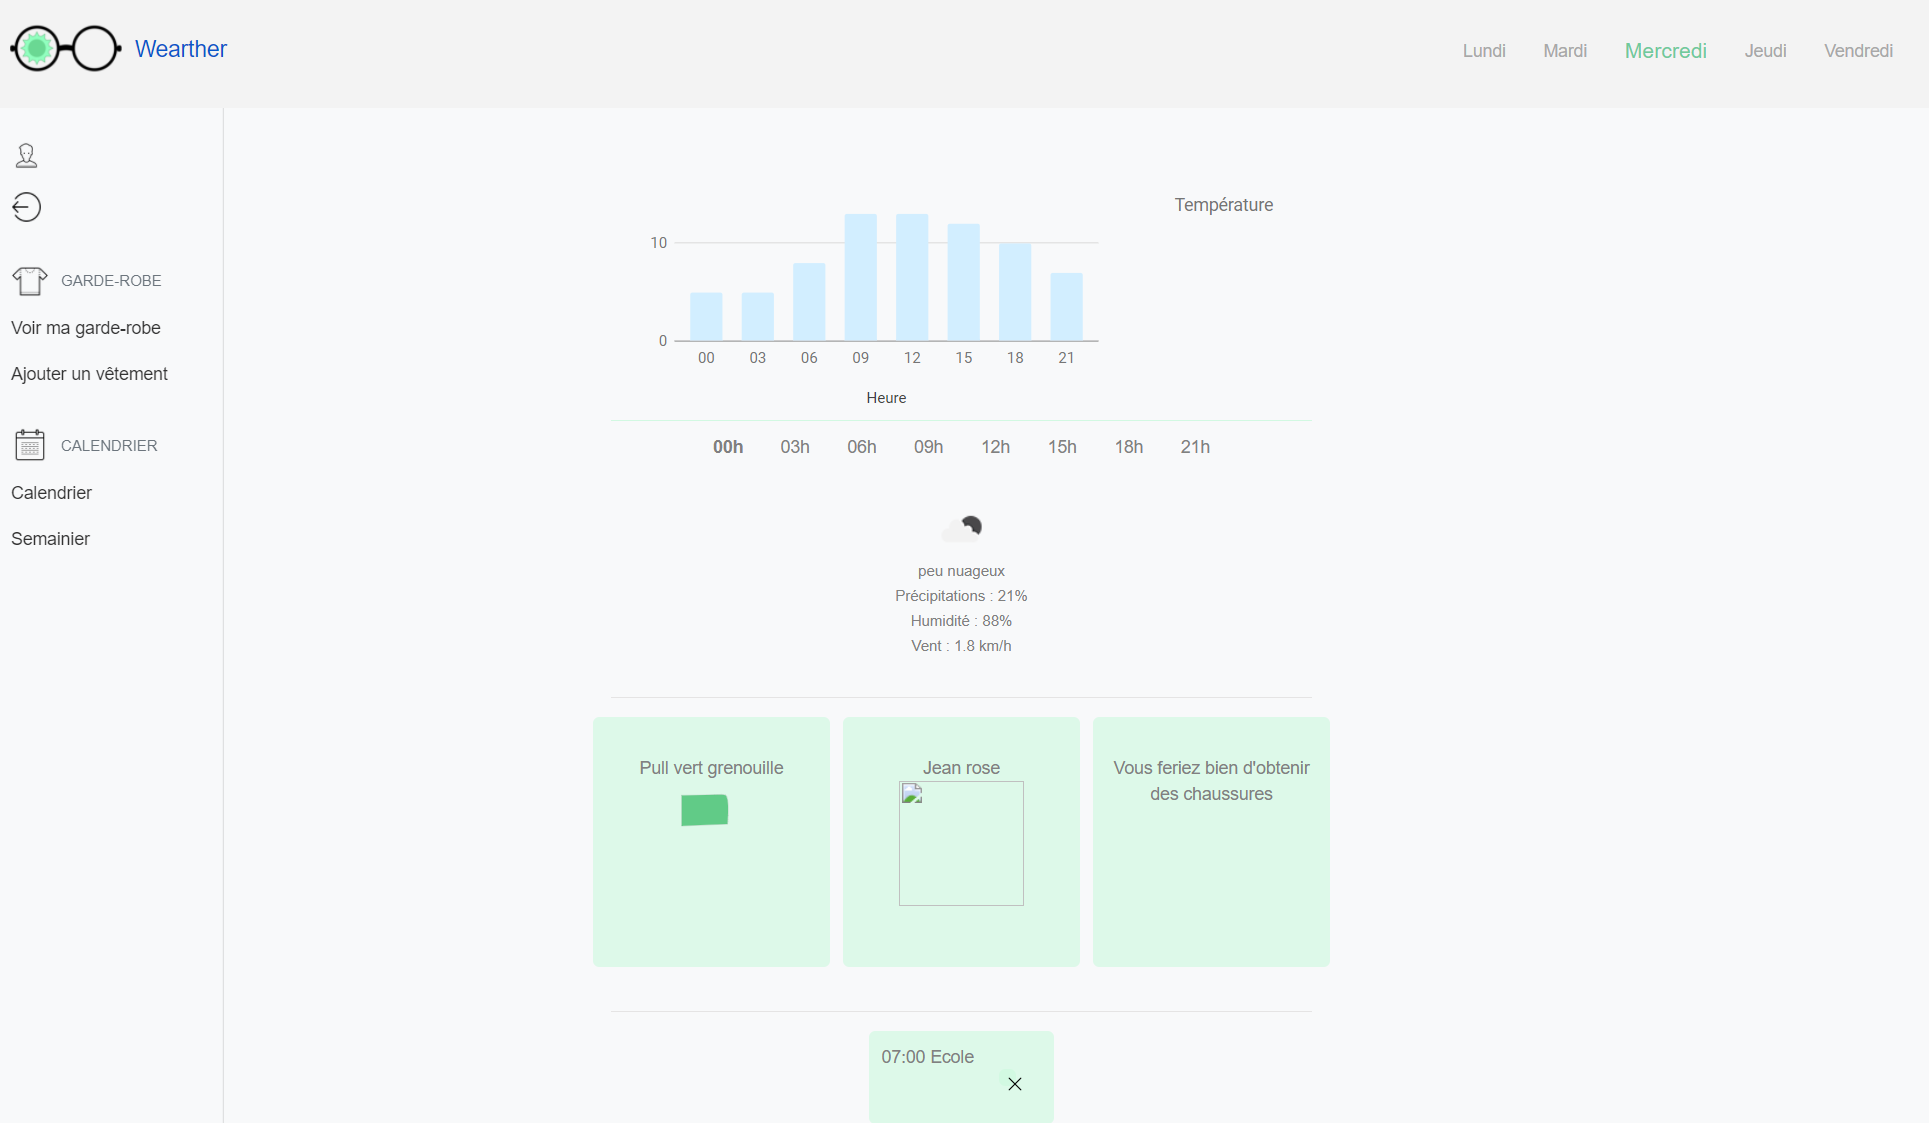 Wearther
Lundi Mardi Mercredi Jeudi Vendredi
GARDE-ROBE
Voir ma garde-robe
Ajouter un vêtement
CALENDRIER
Calendrier
Semainier
Température
10
0
00 03 06 09 12 15 18 21
Heure
00h 03h 06h 09h 12h 15h 18h 21h
peu nuageux
Précipitations : 21%
Humidité : 88%
Vent : 1.8 km/h
Pull vert grenouille
Jean rose
Vous feriez bien d'obtenir
des chaussures
07:00 Ecole